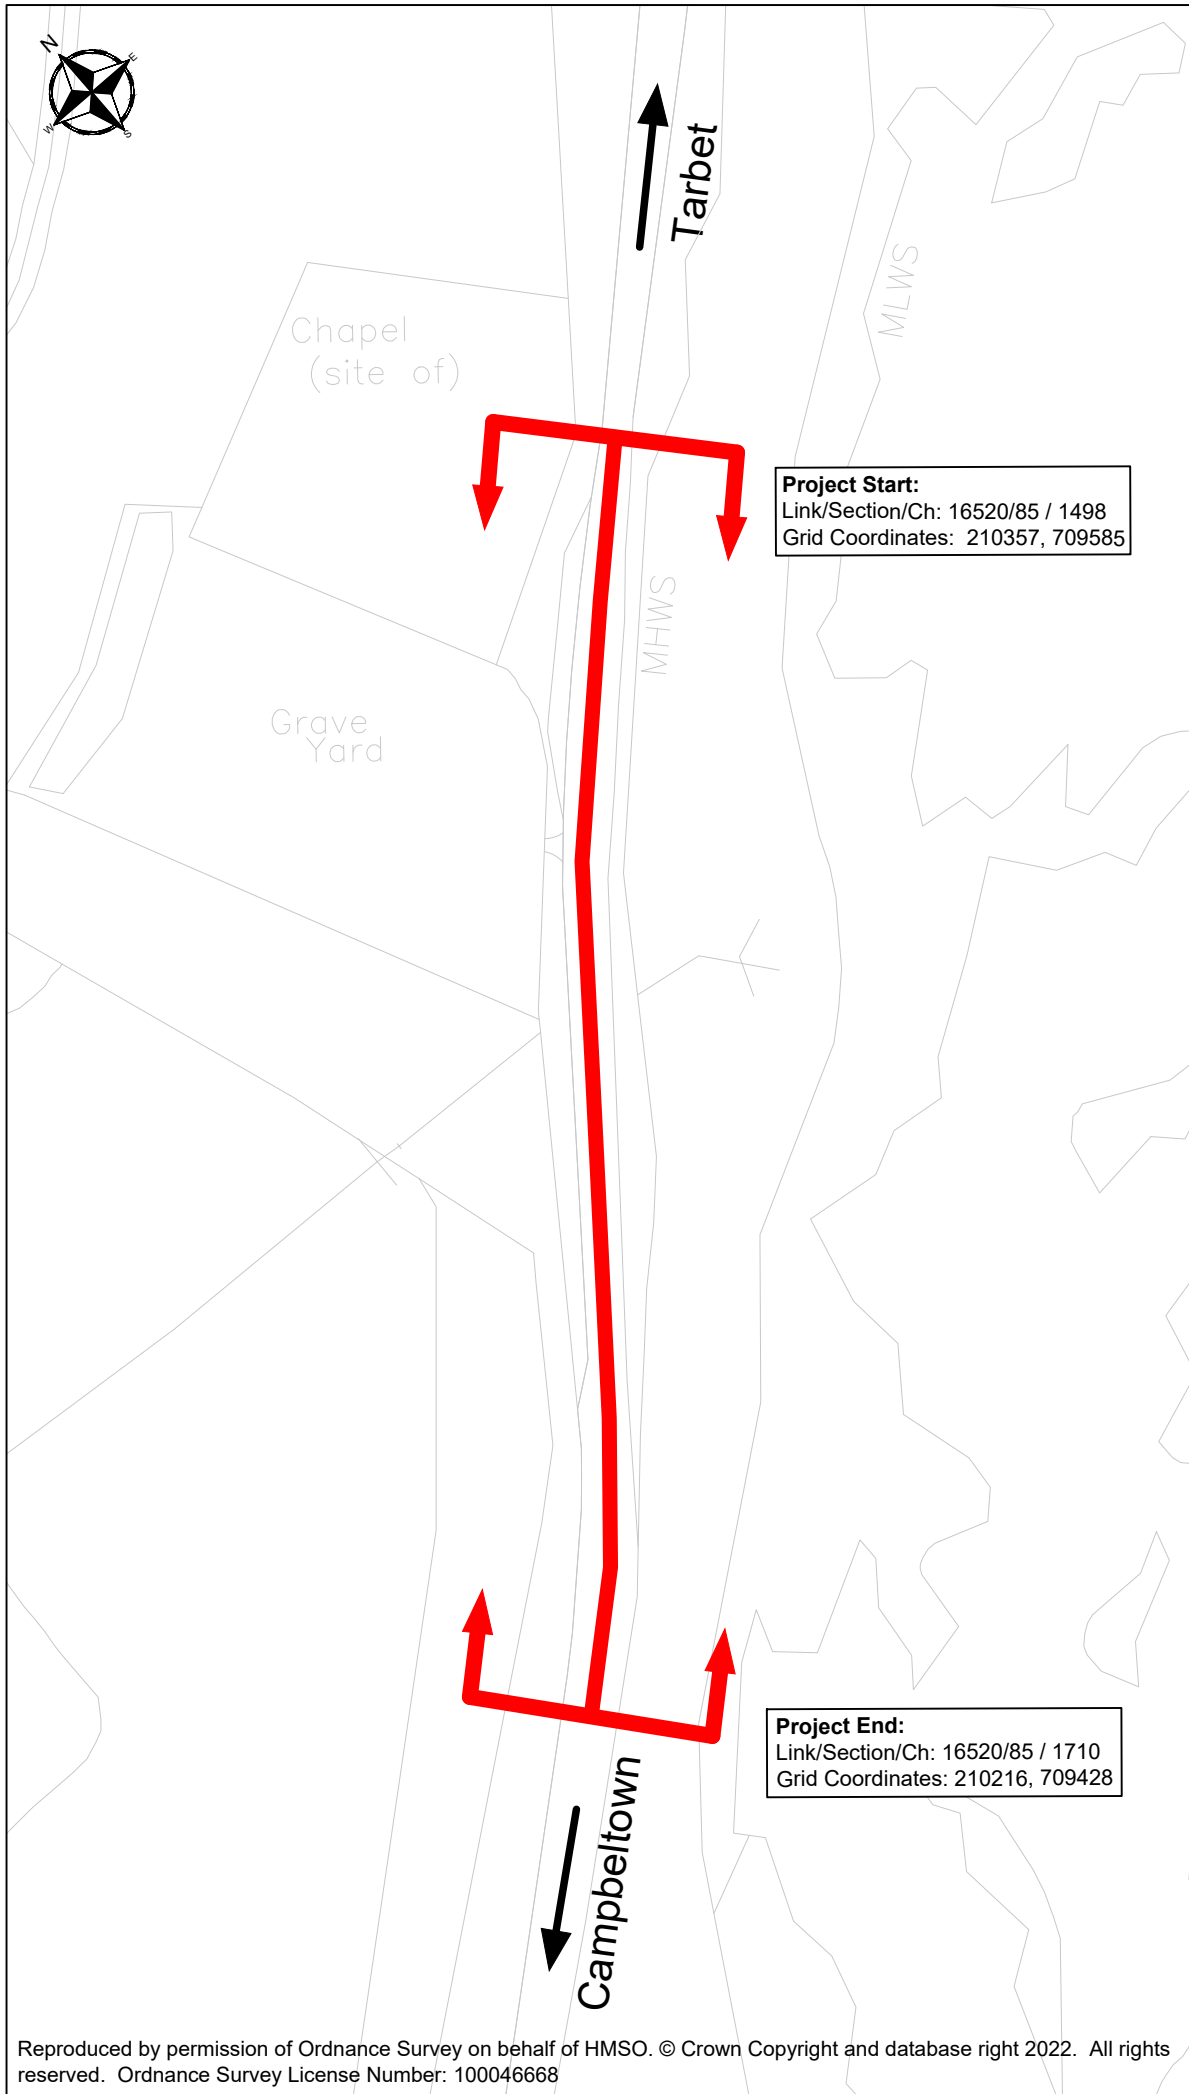 N
E
W
S
Tarbet
MLWS
Chapel
(site of)
Project Start:
Link/Section/Ch: 16520/85 / 1498
Grid Coordinates: 210357, 709585
MHWS
Grave
Yard
Project End:
Link/Section/Ch: 16520/85 / 1710
Grid Coordinates: 210216, 709428
Campbeltown
Reproduced by permission of Ordnance Survey on behalf of HMSO. © Crown Copyright and database right 2022. All rights
reserved. Ordnance Survey License Number: 100046668